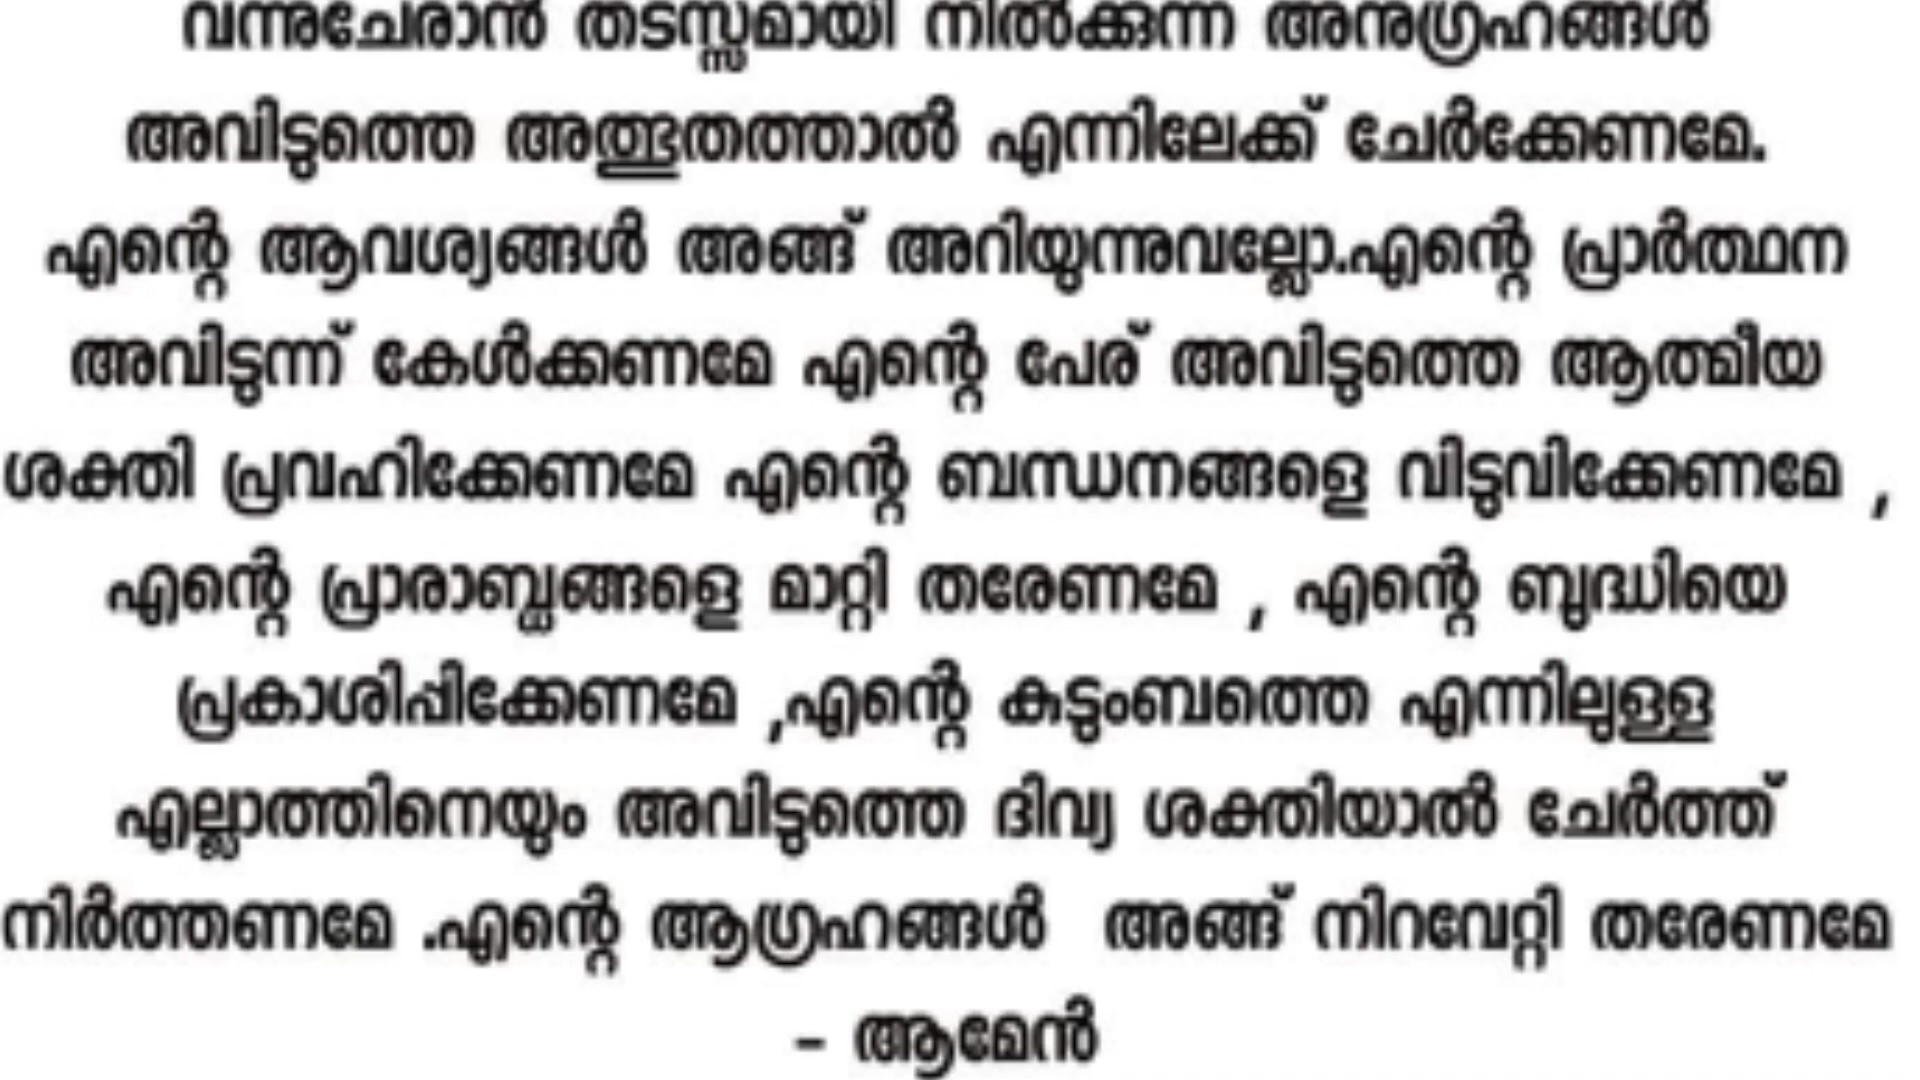 വന്നുചേരാൻ തടസ്സമായി നിൽക്കുന്ന അനുഗ്രഹങ്ങൾ
അവിടുത്തെ അത്ഭുതത്താൽ എന്നിലേക്ക് ചേർക്കേണമേ.
എന്റെ ആവശ്യങ്ങൾ അങ്ങ് അറിയുന്നുവല്ലോ.എന്റെ പ്രാർത്ഥന
അവിടുന്ന് കേൾക്കണമേ എന്റെ പേര് അവിടുത്തെ ആത്മീയ
ശക്തി പ്രവഹിക്കേണമേ എന്റെ ബന്ധനങ്ങളെ വിടുവിക്കേണമേ ,
എന്റെ പ്രാരാബ്ധങ്ങളെ മാറ്റി തരേണമേ , എന്റെ ബുദ്ധിയെ
പ്രകാശിപ്പിക്കേണമേ ,എന്റെ കുടുംബത്തെ എന്നിലുള്ള
എല്ലാത്തിനെയും അവിടുത്തെ ദിവ്യ ശക്തിയാൽ ചേർത്ത്
നിർത്തണമേ .എന്റെ ആഗ്രഹങ്ങൾ അങ്ങ് നിറവേറ്റി തരേണമേ
- ആമേൻ